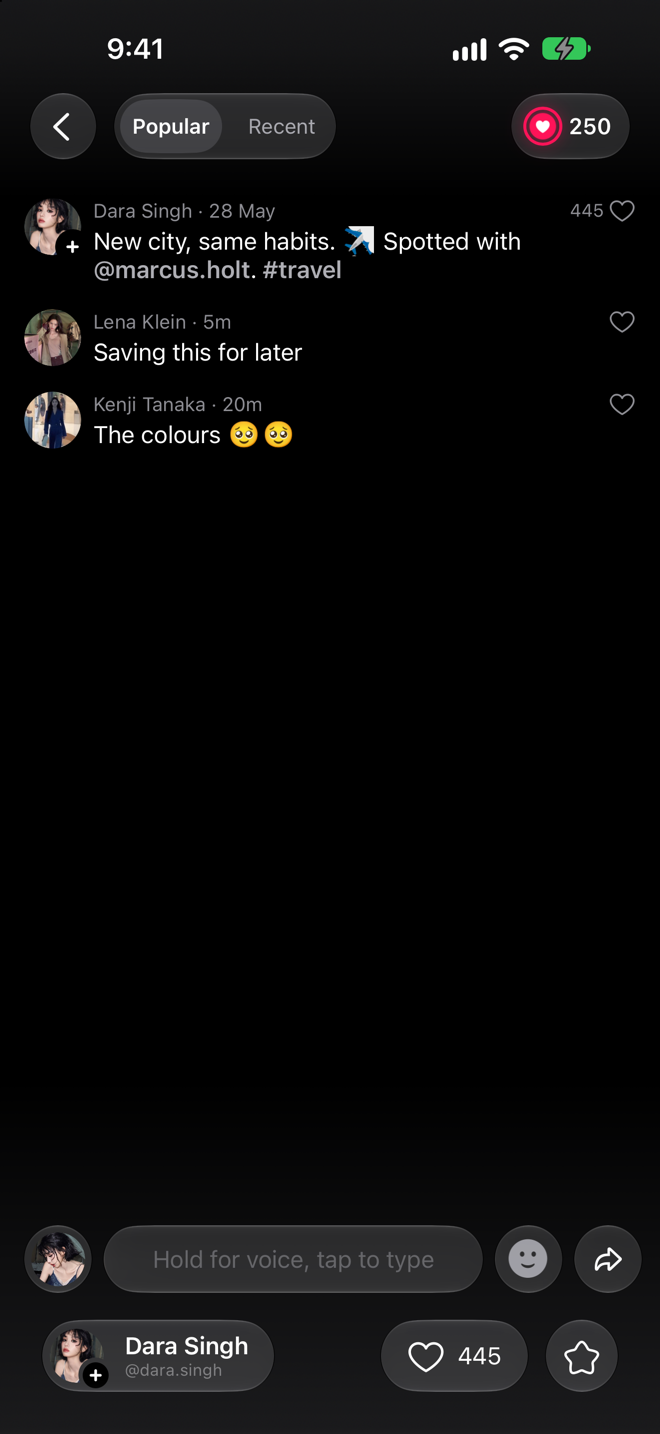 9:41
Popular
Recent
250
Dara Singh · 28 May
445
New city, same habits. ✈️ Spotted with
@marcus.holt. #travel
Lena Klein · 5m
Saving this for later
Kenji Tanaka · 20m
The colours 🥹🥹
Hold for voice, tap to type
Dara Singh
@dara.singh
445